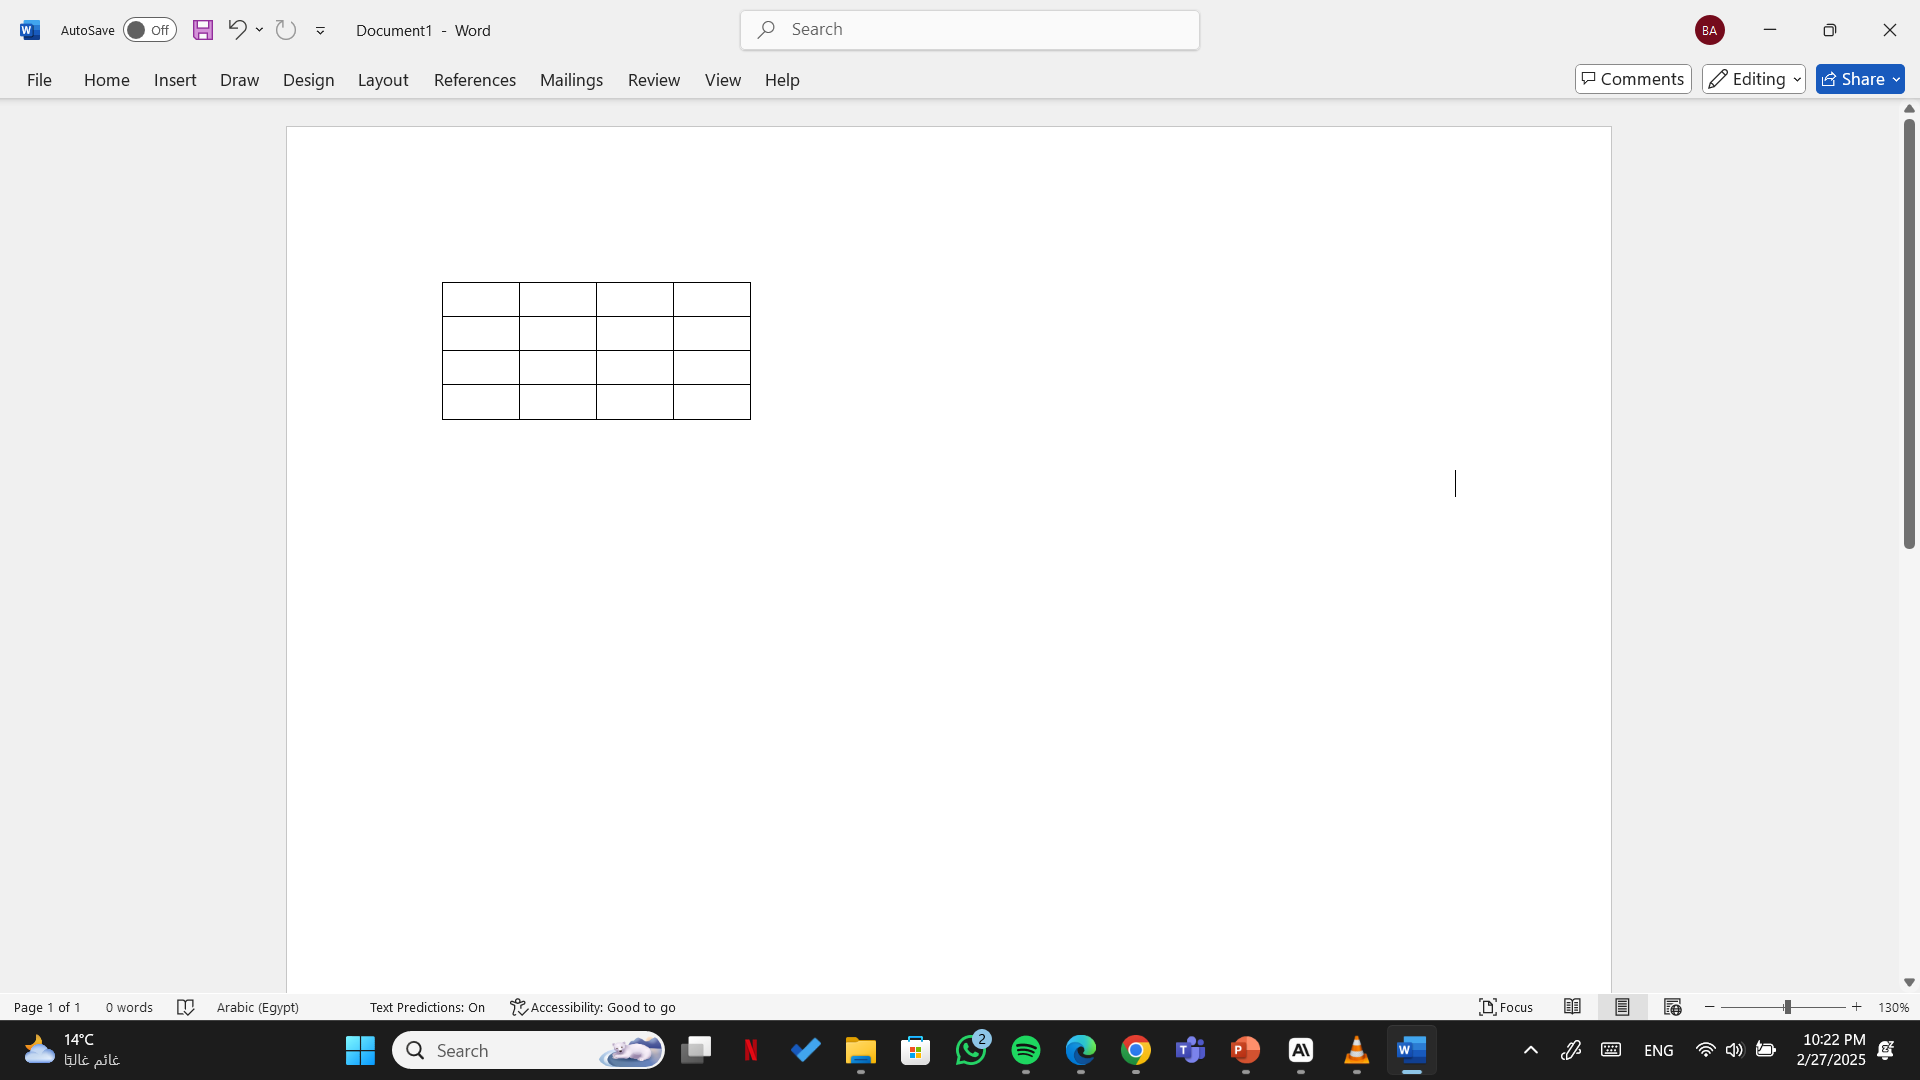 AutoSave Off Document1 - Word Search BA
File Home Insert Draw Design Layout References Mailings Review View Help Comments Editing Share
Page 1 of 1 0 words Arabic (Egypt) Text Predictions: On Accessibility: Good to go Focus 130%
14°C
غائم غالبًا
Search
2
ENG
10:22 PM
2/27/2025